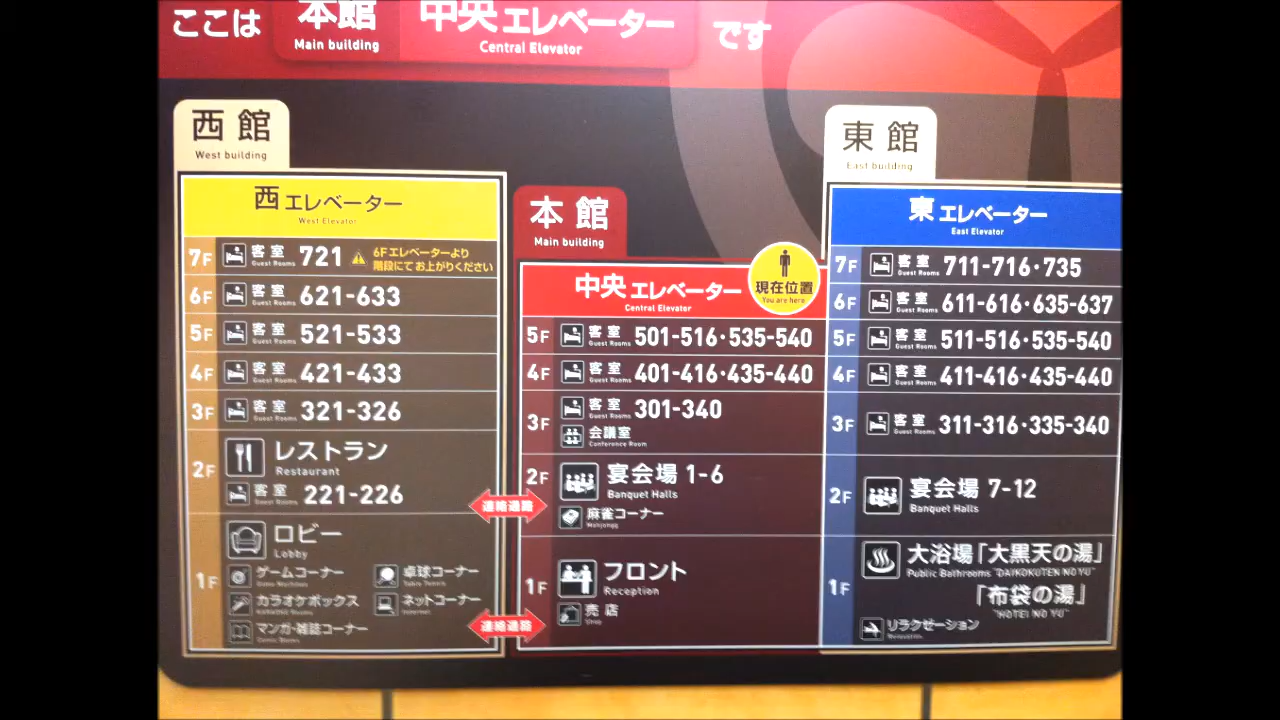 ここは 本館 中央エレベーター です
Main building Central Elevator
西館
West building
西エレベーター
West Elevator
7F 客室 721 6Fエレベーターより
Guest Rooms 階段にてお上がりください
6F 客室 621-633
Guest Rooms
5F 客室 521-533
Guest Rooms
4F 客室 421-433
Guest Rooms
3F 客室 321-326
Guest Rooms
2F レストラン
Restaurant
客室 221-226
Guest Rooms
1F ロビー
Lobby
ゲームコーナー 卓球コーナー
Table Tennis
カラオケボックス ネットコーナー
Internet
マンガ・雑誌コーナー
連絡通路
連絡通路
本館
Main building
中央エレベーター
Central Elevator
現在位置
You are here
5F 客室 501-516・535-540
Guest Rooms
4F 客室 401-416・435-440
Guest Rooms
3F 客室 301-340
Guest Rooms
会議室
Conference Room
2F 宴会場 1-6
Banquet Halls
麻雀コーナー
Mahjongg
1F フロント
Reception
売店
Shop
東館
East building
東エレベーター
East Elevator
7F 客室 711-716・735
Guest Rooms
6F 客室 611-616・635-637
Guest Rooms
5F 客室 511-516・535-540
Guest Rooms
4F 客室 411-416・435-440
Guest Rooms
3F 客室 311-316・335-340
Guest Rooms
2F 宴会場 7-12
Banquet Halls
1F 大浴場「大黒天の湯」
Public Bathrooms "DAIKOKUTEN NO YU"
「布袋の湯」
"HOTEI NO YU"
リラクゼーション
Relaxation